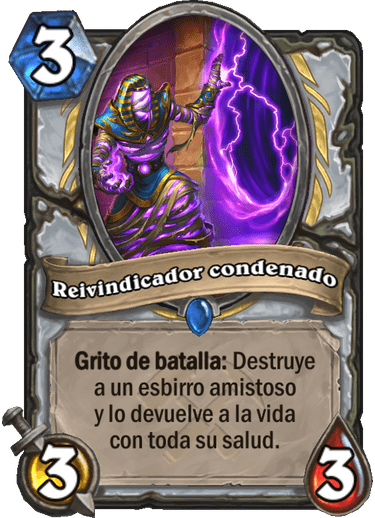 3
Reivindicador condenado
Grito de batalla: Destruye
a un esbirro amistoso
y lo devuelve a la vida
con toda su salud.
3
3